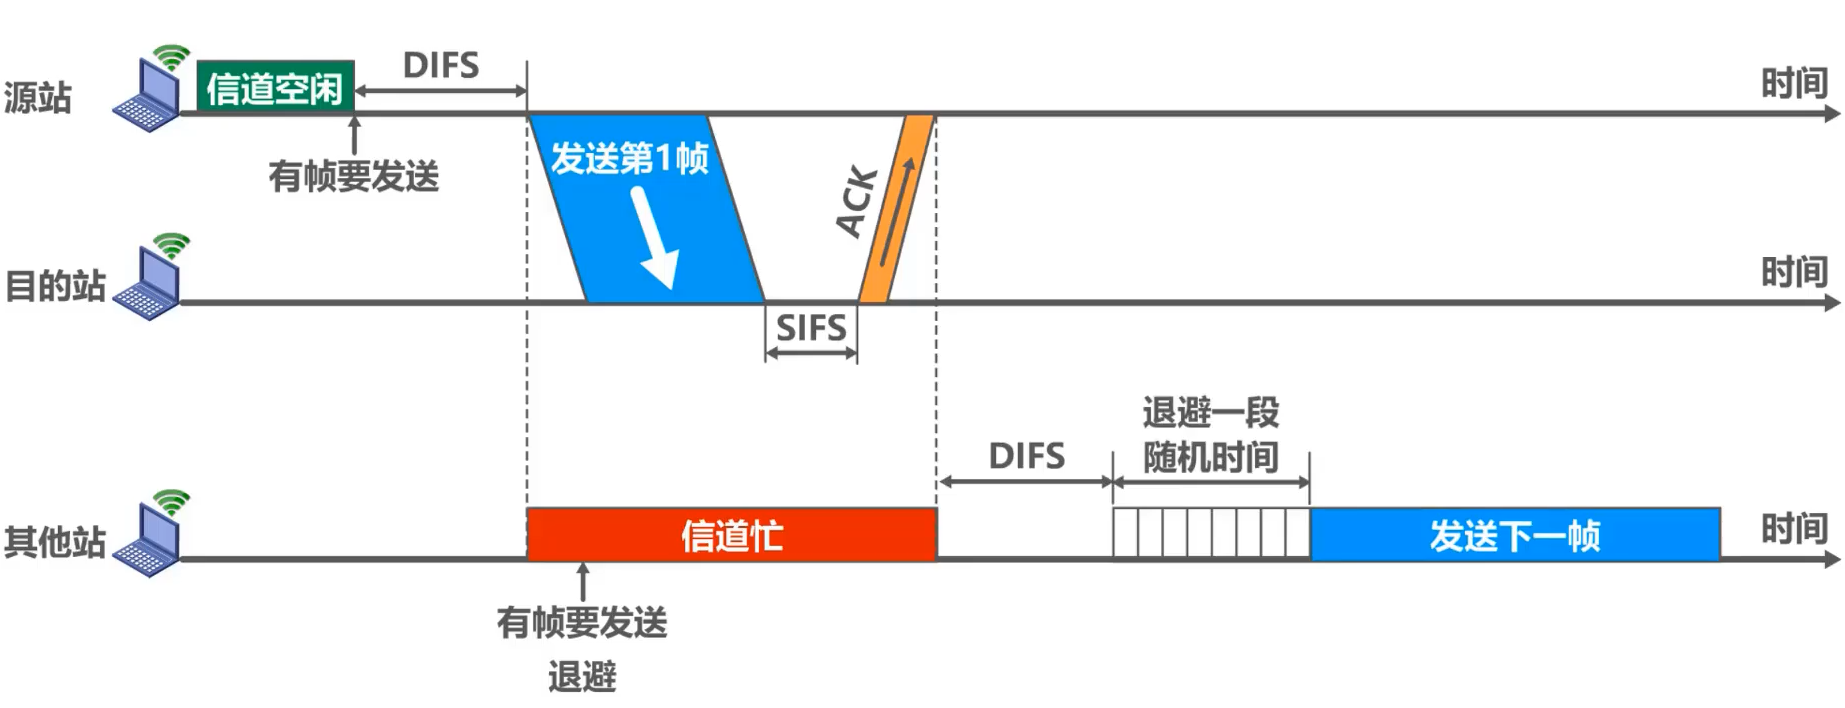 源站
信道空闲
DIFS
时间
有帧要发送
发送第1帧
ACK
目的站
时间
SIFS
退避一段
随机时间
DIFS
其他站
信道忙
发送下一帧
时间
有帧要发送
退避